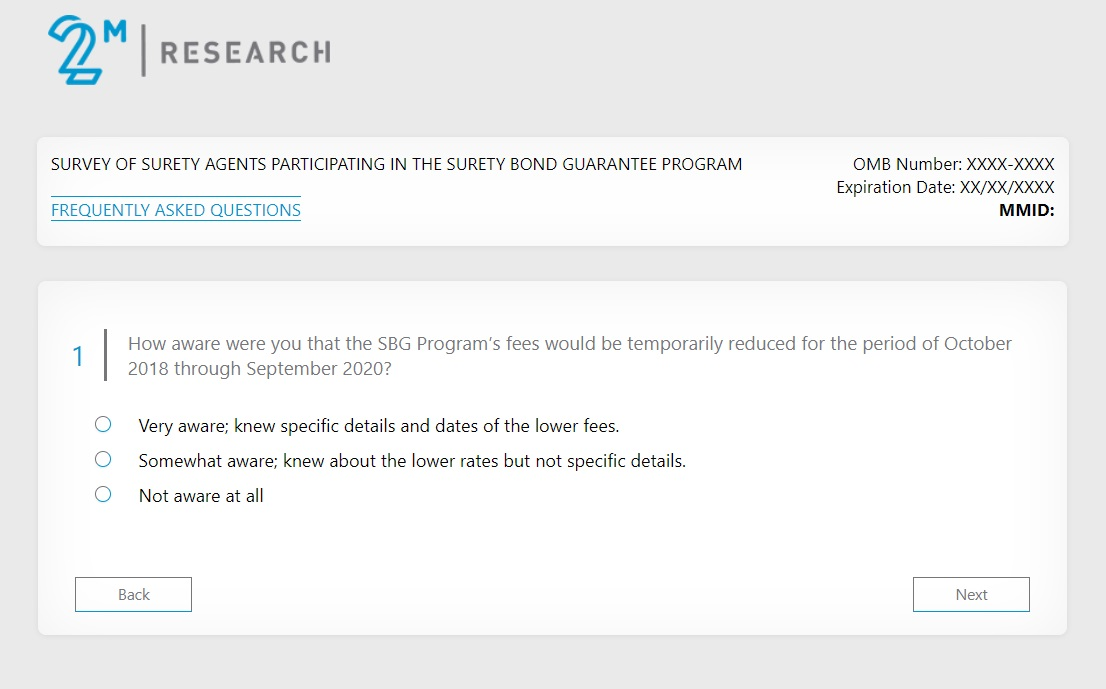 2M | RESEARCH
SURVEY OF SURETY AGENTS PARTICIPATING IN THE SURETY BOND GUARANTEE PROGRAM
OMB Number: XXXX-XXXX
Expiration Date: XX/XX/XXXX
FREQUENTLY ASKED QUESTIONS
MMID:
1
How aware were you that the SBG Program’s fees would be temporarily reduced for the period of October
2018 through September 2020?
Very aware; knew specific details and dates of the lower fees.
Somewhat aware; knew about the lower rates but not specific details.
Not aware at all
Back
Next